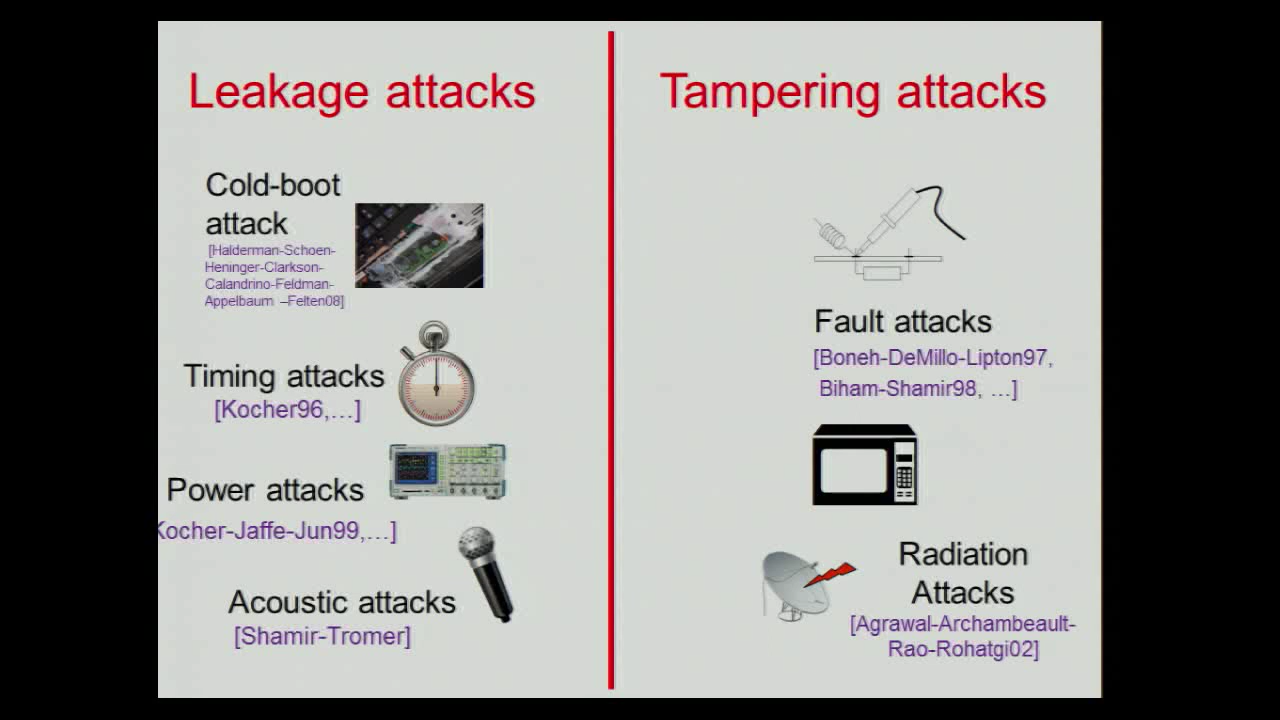 Leakage attacks
Cold-boot
attack
[Halderman-Schoen-
Heninger-Clarkson-
Calandrino-Feldman-
Appelbaum –Felten08]
Timing attacks
[Kocher96,…]
Power attacks
Kocher-Jaffe-Jun99,…]
Acoustic attacks
[Shamir-Tromer]
Tampering attacks
Fault attacks
[Boneh-DeMillo-Lipton97,
Biham-Shamir98, …]
Radiation
Attacks
[Agrawal-Archambeault-
Rao-Rohatgi02]